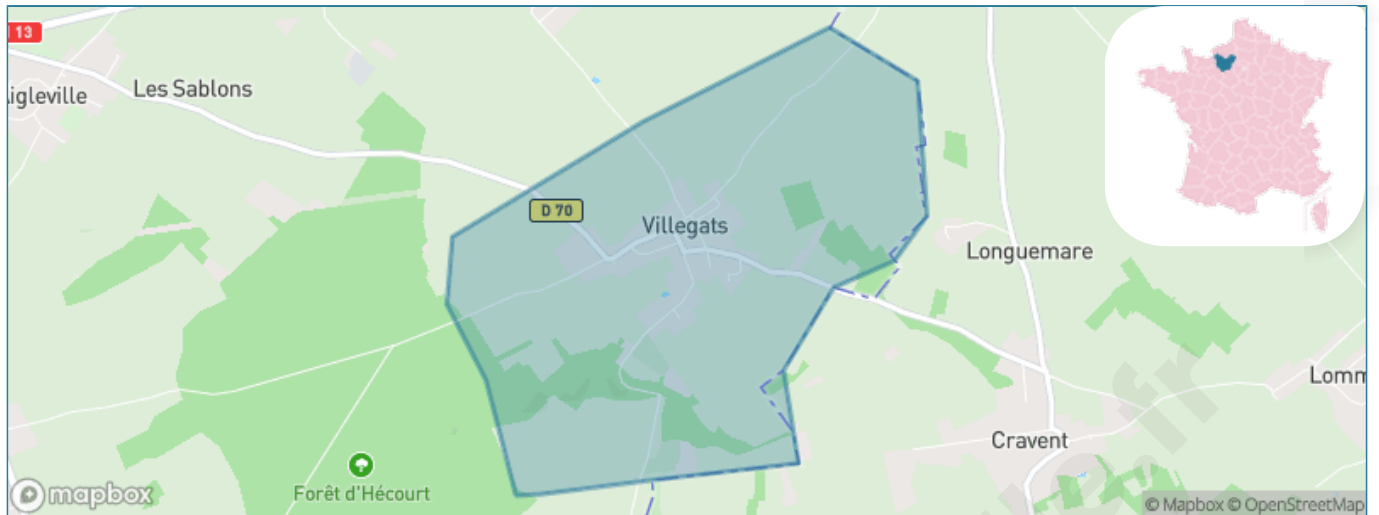 13
Les Sablons
igleville
D 70
Villegats
Longuemare
Lomm
Cravent
Forêt d'Hécourt
mapbox
© Mapbox © OpenStreetMap